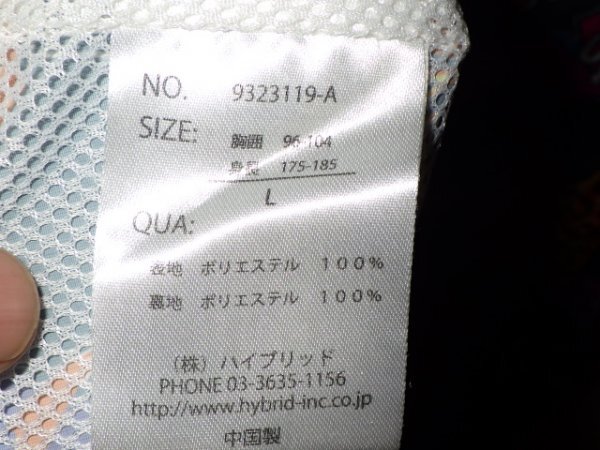 NO. 9323119-A
SIZE: 胸囲 96-104
身長 175-185
L
QUA:
表地 ポリエステル 100%
裏地 ポリエステル 100%
(株) ハイブリッド
PHONE 03-3635-1156
http://www.hybrid-inc.co.jp
中国製